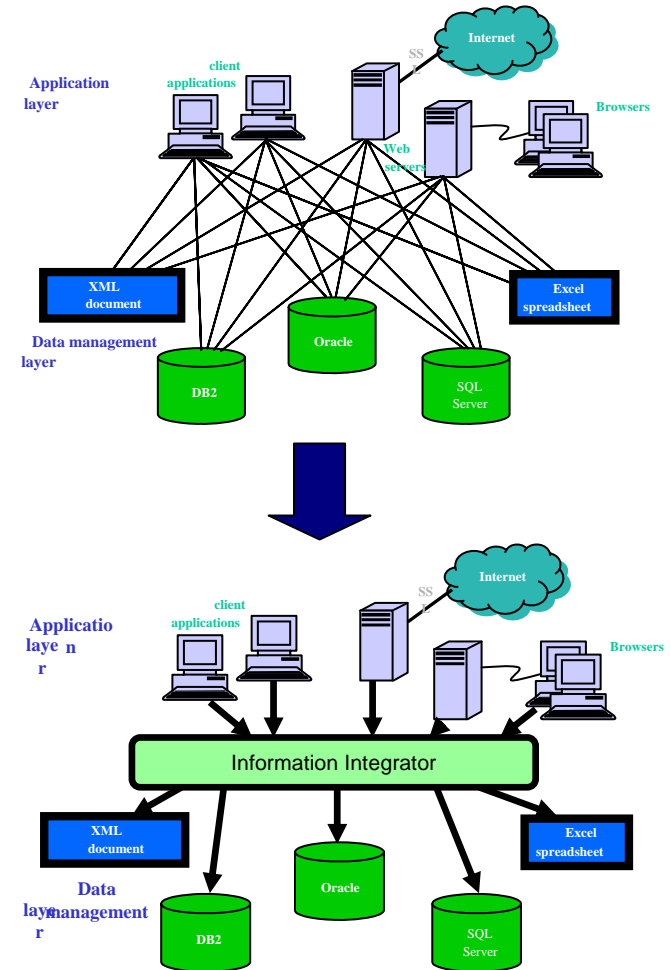 Internet
SS
L
client
applications
Application
layer
Browsers
Web
servers
XML
document
Excel
spreadsheet
Data management
layer
Oracle
DB2
SQL
Server
Internet
SS
L
client
applications
Applicatio
laye n
r
Browsers
Information Integrator
XML
document
Excel
spreadsheet
Data
management
laye
r
Oracle
DB2
SQL
Server